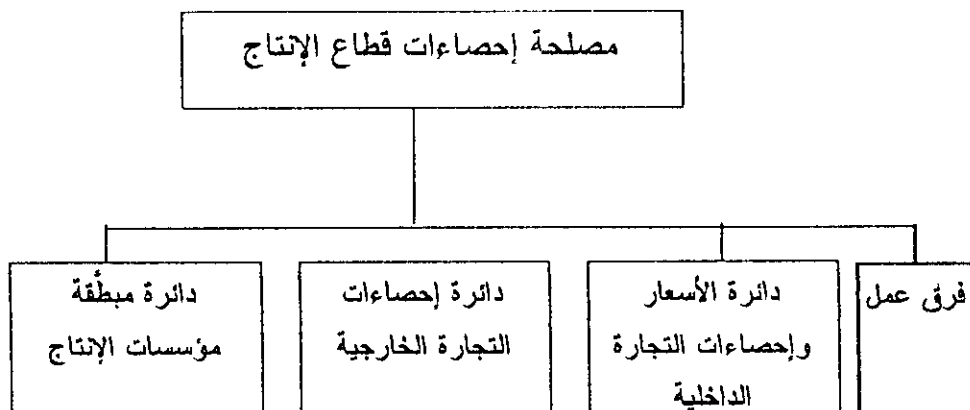 مصلحة إحصاءات قطاع الإنتاج
فرق عمل
دائرة الأسعار
وإحصاءات التجارة
الداخلية
دائرة إحصاءات
التجارة الخارجية
دائرة مبطَّقة
مؤسسات الإنتاج